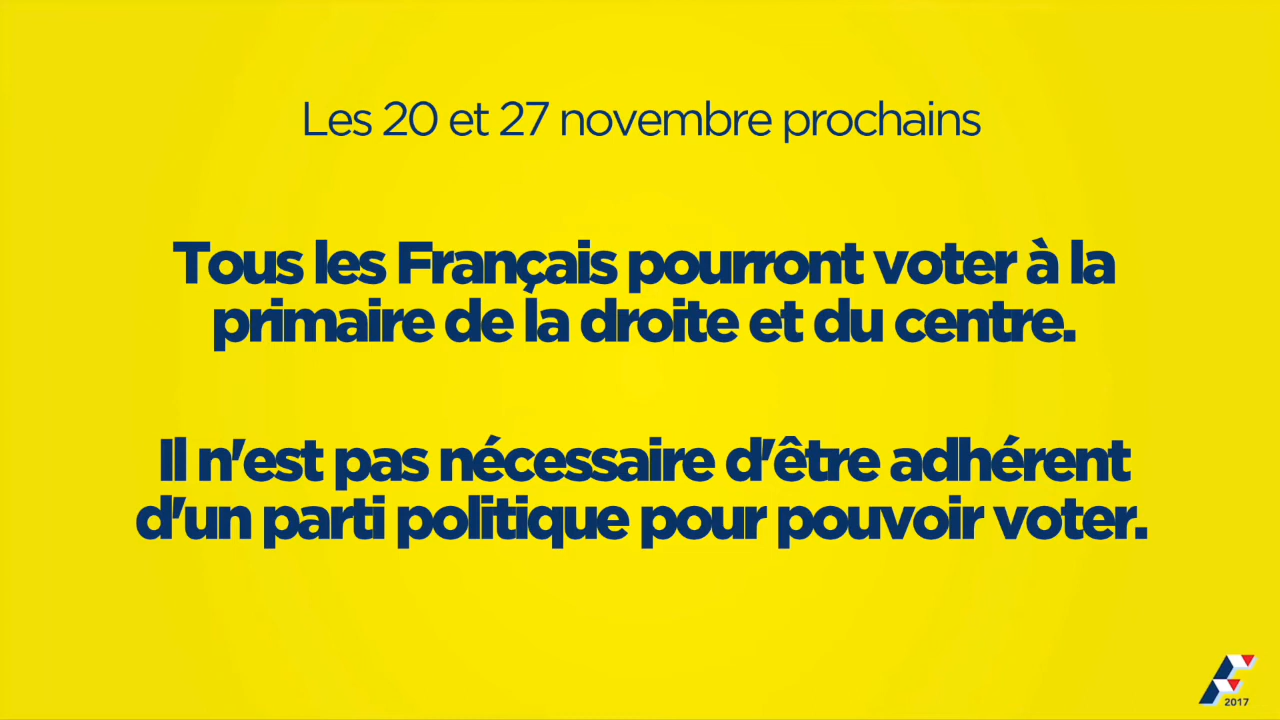 Les 20 et 27 novembre prochains
Tous les Français pourront voter à la
primaire de la droite et du centre.
Il n'est pas nécessaire d'être adhérent
d'un parti politique pour pouvoir voter.
2017